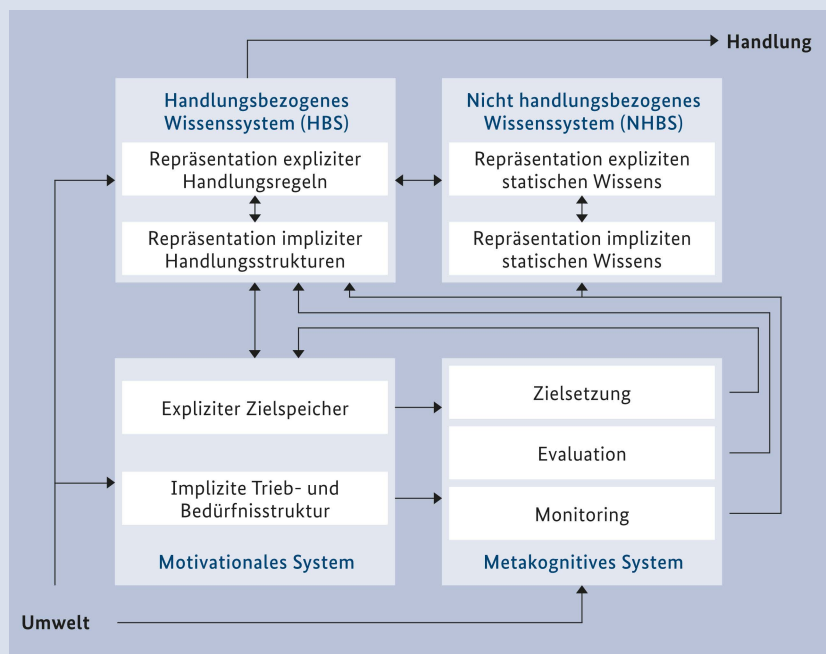 Handlung
Handlungsbezogenes
Wissenssystem (HBS)
Repräsentation expliziter
Handlungsregeln
Repräsentation impliziter
Handlungsstrukturen
Nicht handlungsbezogenes
Wissenssystem (NHBS)
Repräsentation expliziten
statischen Wissens
Repräsentation impliziten
statischen Wissens
Expliziter Zielspeicher
Implizite Trieb- und
Bedürfnisstruktur
Motivationales System
Zielsetzung
Evaluation
Monitoring
Metakognitives System
Umwelt